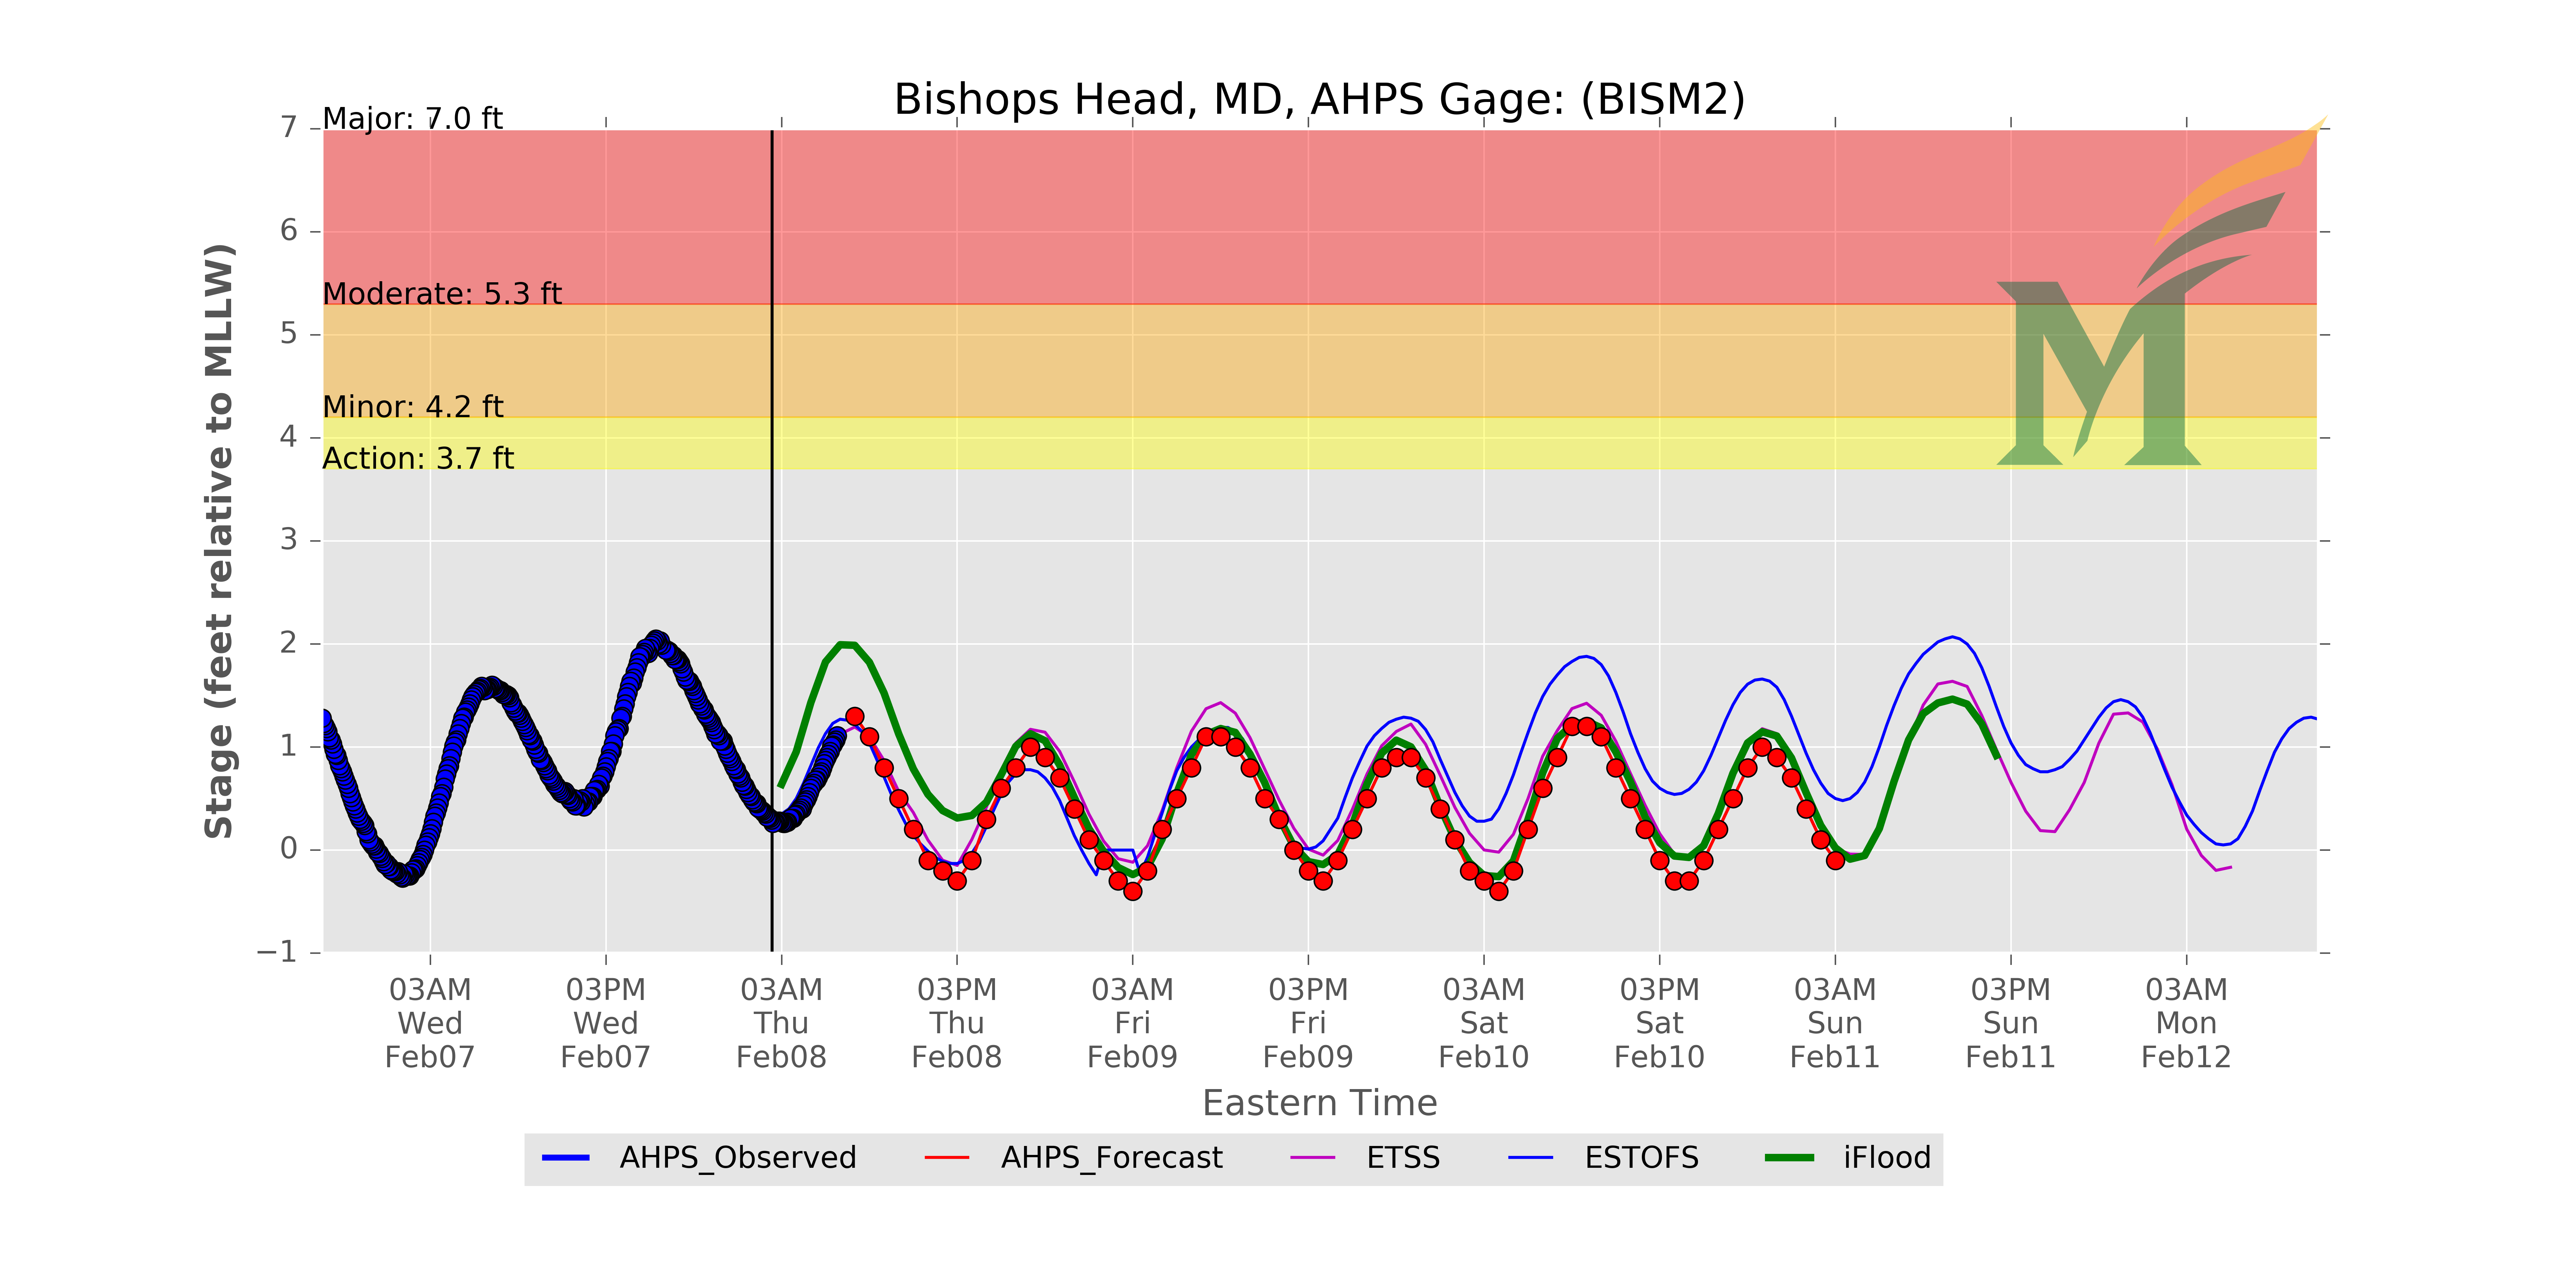 Bishops Head, MD, AHPS Gage: (BISM2)
Major: 7.0 ft
Moderate: 5.3 ft
Minor: 4.2 ft
Action: 3.7 ft
7
6
5
4
3
2
1
0
−1
Stage (feet relative to MLLW)
03AM
Wed
Feb07
03PM
Wed
Feb07
03AM
Thu
Feb08
03PM
Thu
Feb08
03AM
Fri
Feb09
03PM
Fri
Feb09
03AM
Sat
Feb10
03PM
Sat
Feb10
03AM
Sun
Feb11
03PM
Sun
Feb11
03AM
Mon
Feb12
Eastern Time
AHPS_Observed
AHPS_Forecast
ETSS
ESTOFS
iFlood
M